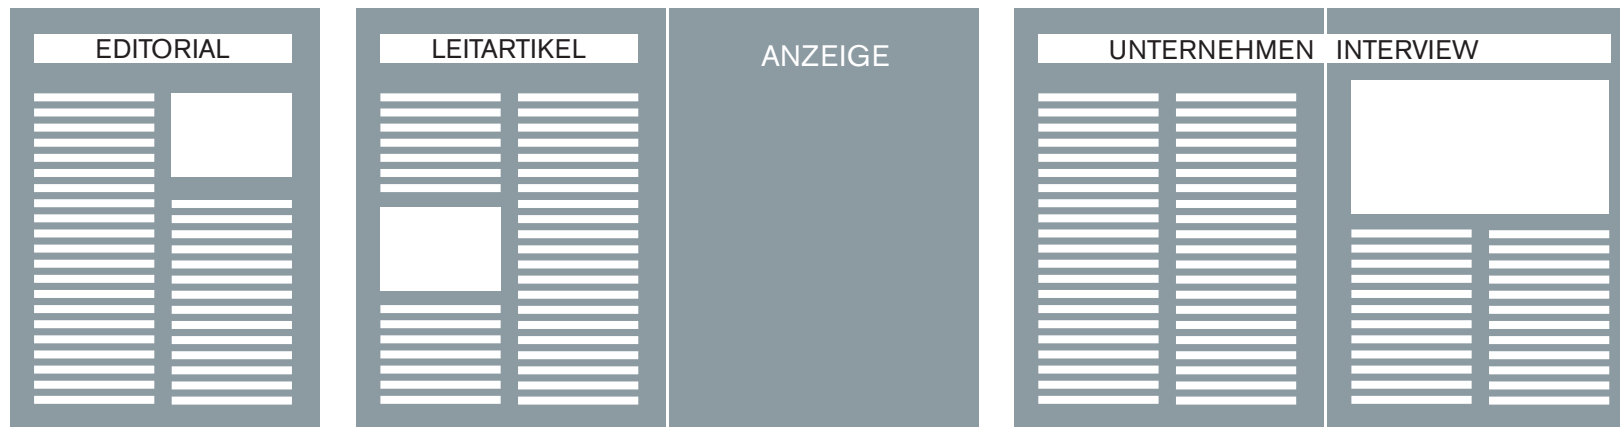 EDITORIAL
LEITARTIKEL
ANZEIGE
UNTERNEHMEN INTERVIEW